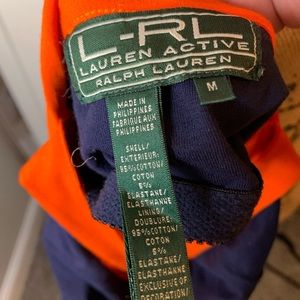 L-RL
LAUREN ACTIVE
RALPH LAUREN
M
MADE IN
PHILIPPINES
FABRIQUE AUX
PHILIPPINES
SHELL/
EXTERIEUR:
95%COTTON/
COTON
5%
ELASTANE/
ELASTHANNE
LINING/
DOUBLURE:
95%COTTON/
COTON
5%
ELASTANE/
ELASTHANNE
EXCLUSIVE OF
DECORATION/